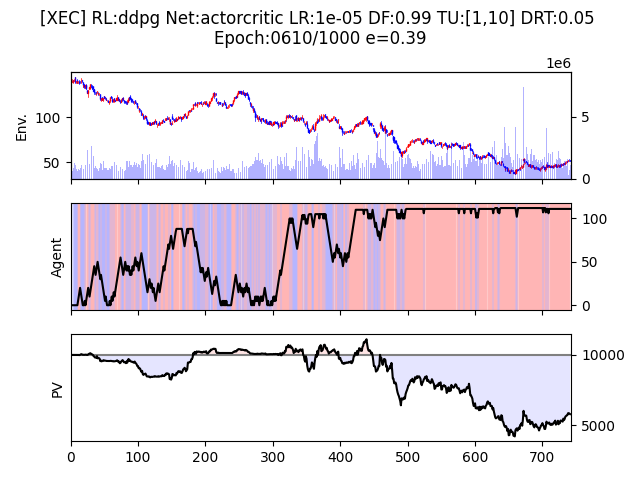 [XEC] RL:ddpg Net:actorcritic LR:1e-05 DF:0.99 TU:[1,10] DRT:0.05
Epoch:0610/1000 e=0.39
1e6
Env.
100
50
5
0
Agent
100
50
0
PV
10000
5000
0 100 200 300 400 500 600 700